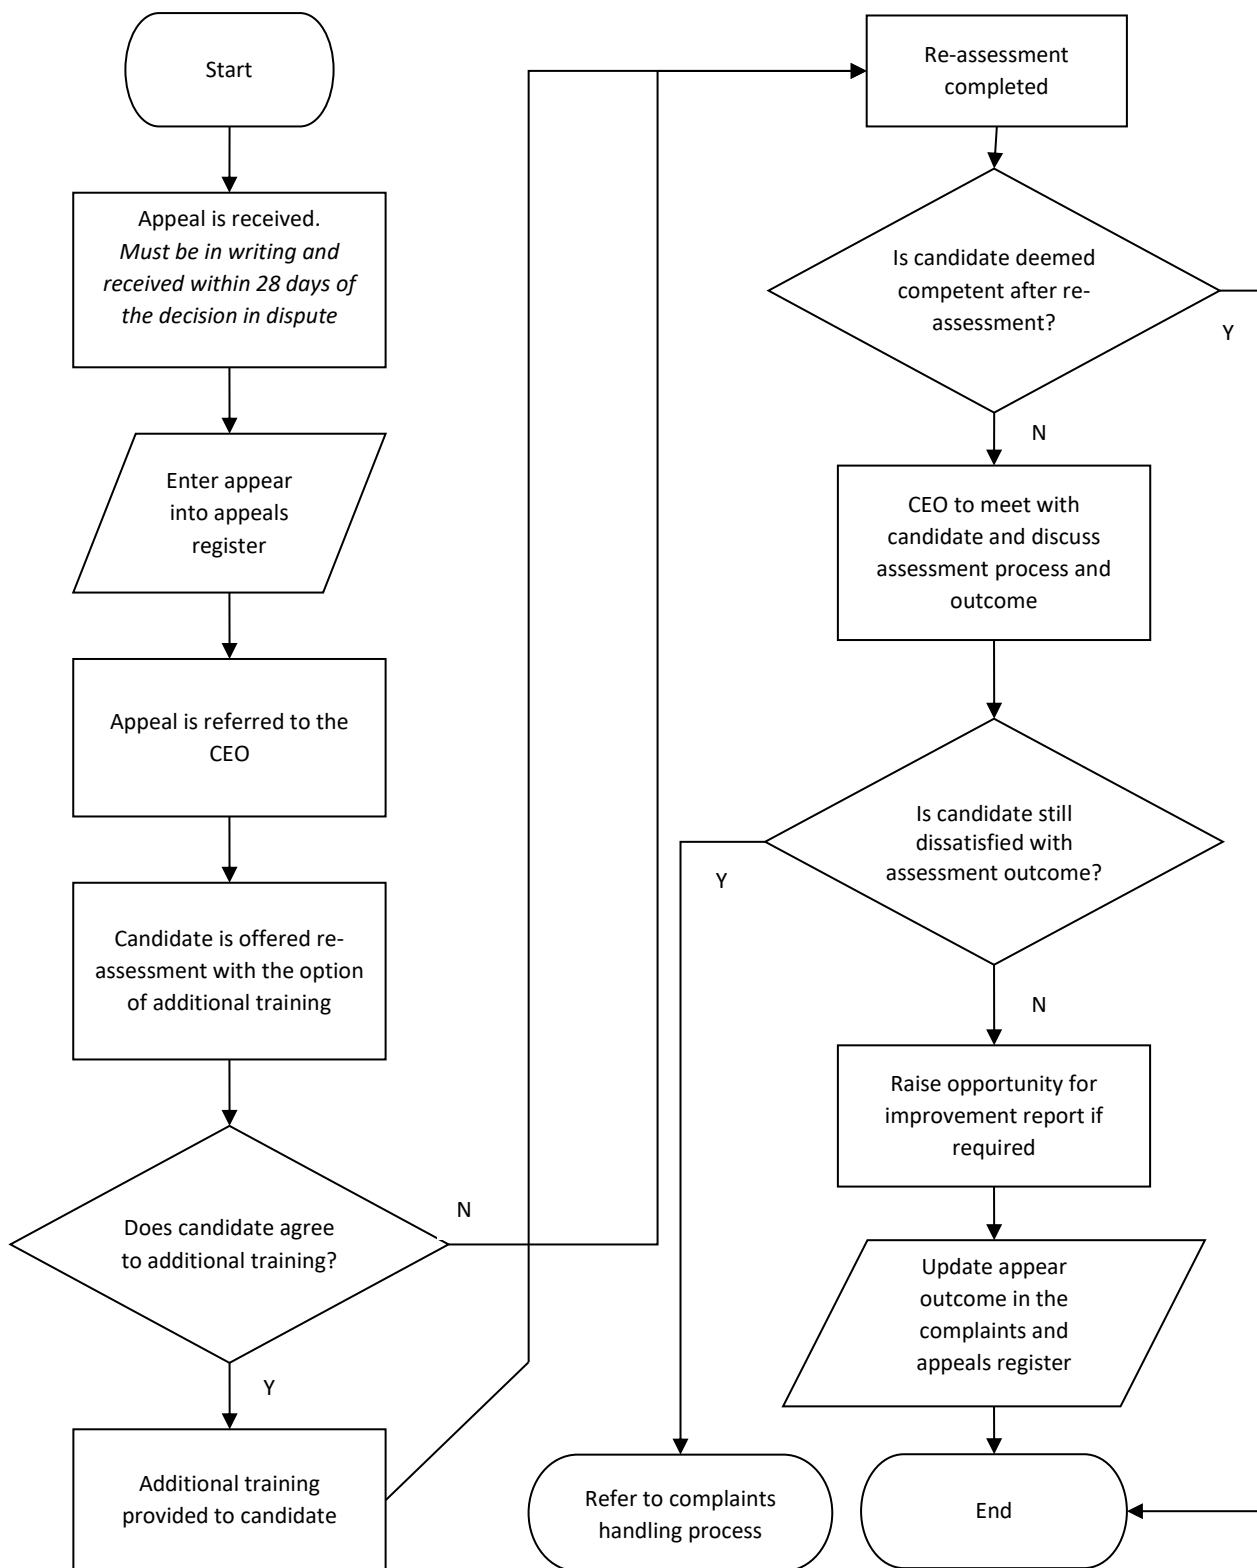 Start
Appeal is received.
Must be in writing and
received within 28 days of
the decision in dispute
Enter appear
into appeals
register
Appeal is referred to the
CEO
Candidate is offered re-
assessment with the option
of additional training
Does candidate agree
to additional training?
N
Y
Additional training
provided to candidate
Re-assessment
completed
Is candidate deemed
competent after re-
assessment?
Y
N
CEO to meet with
candidate and discuss
assessment process and
outcome
Is candidate still
dissatisfied with
assessment outcome?
Y
N
Raise opportunity for
improvement report if
required
Update appear
outcome in the
complaints and
appeals register
Refer to complaints
handling process
End